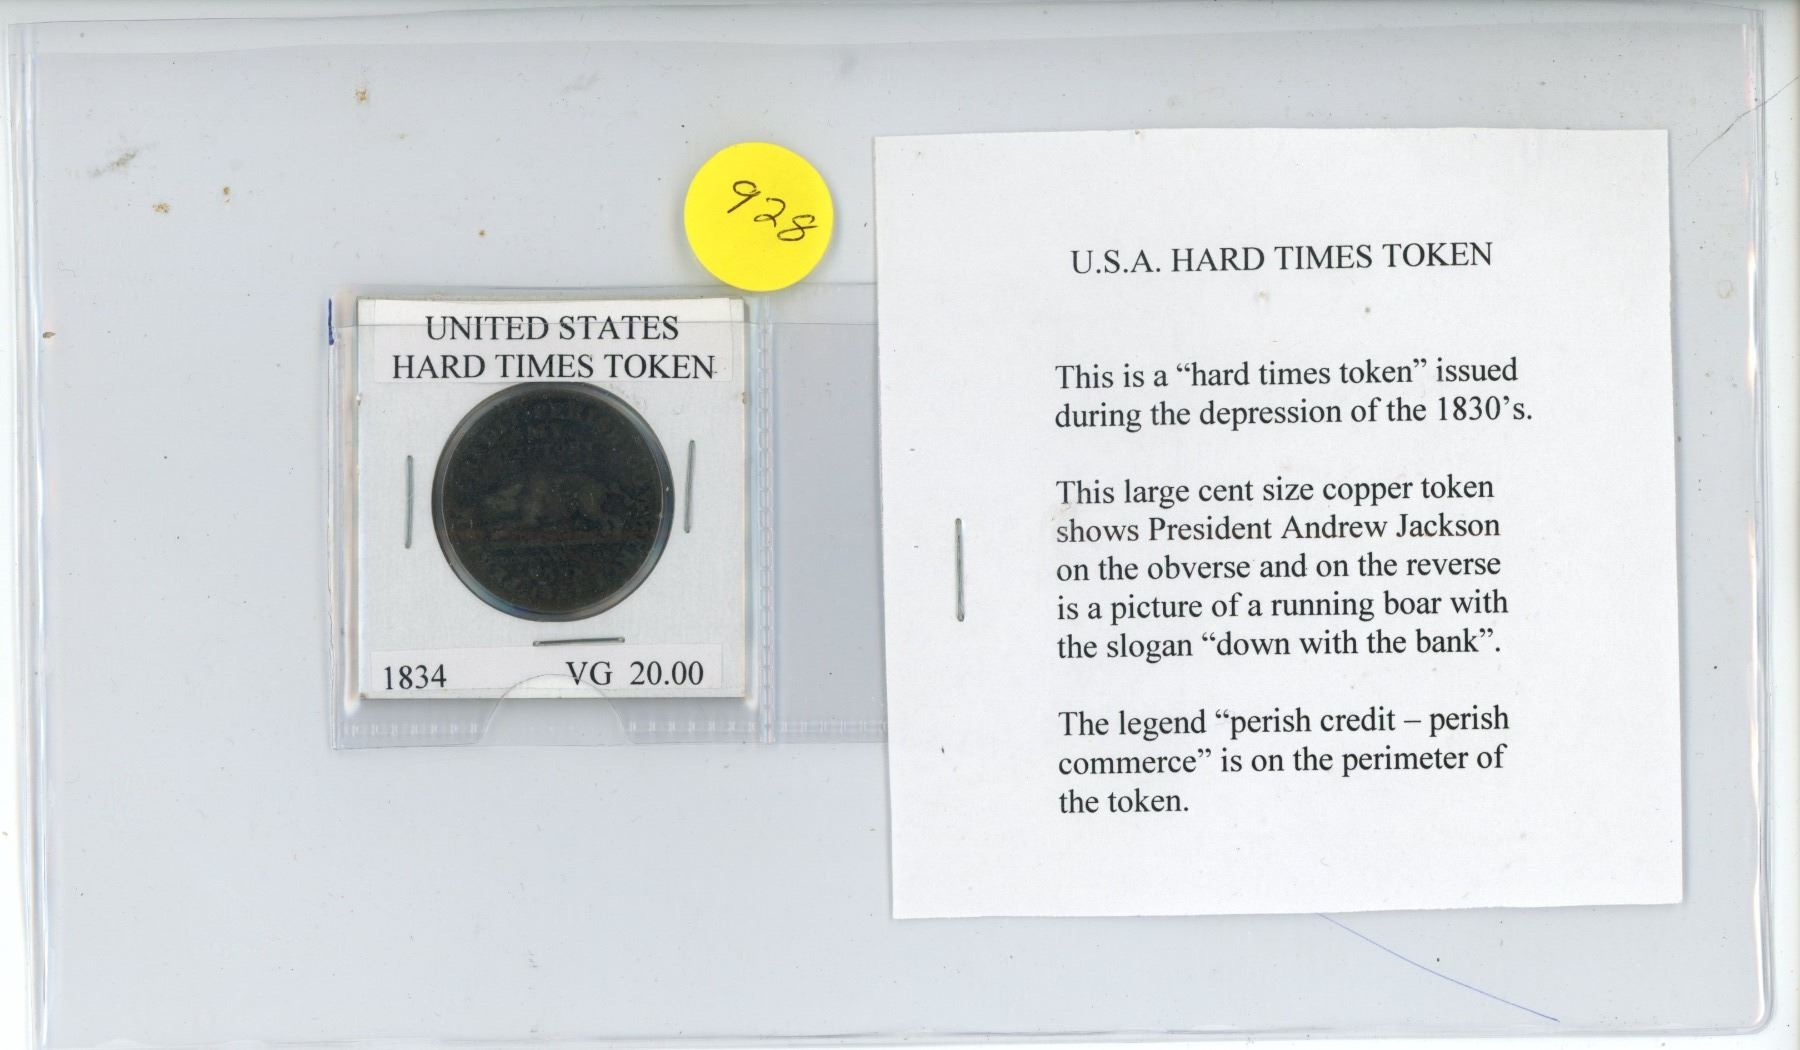 928
UNITED STATES
HARD TIMES TOKEN
1834 VG 20.00
U.S.A. HARD TIMES TOKEN
This is a “hard times token” issued
during the depression of the 1830’s.
This large cent size copper token
shows President Andrew Jackson
on the obverse and on the reverse
is a picture of a running boar with
the slogan “down with the bank”.
The legend “perish credit – perish
commerce” is on the perimeter of
the token.